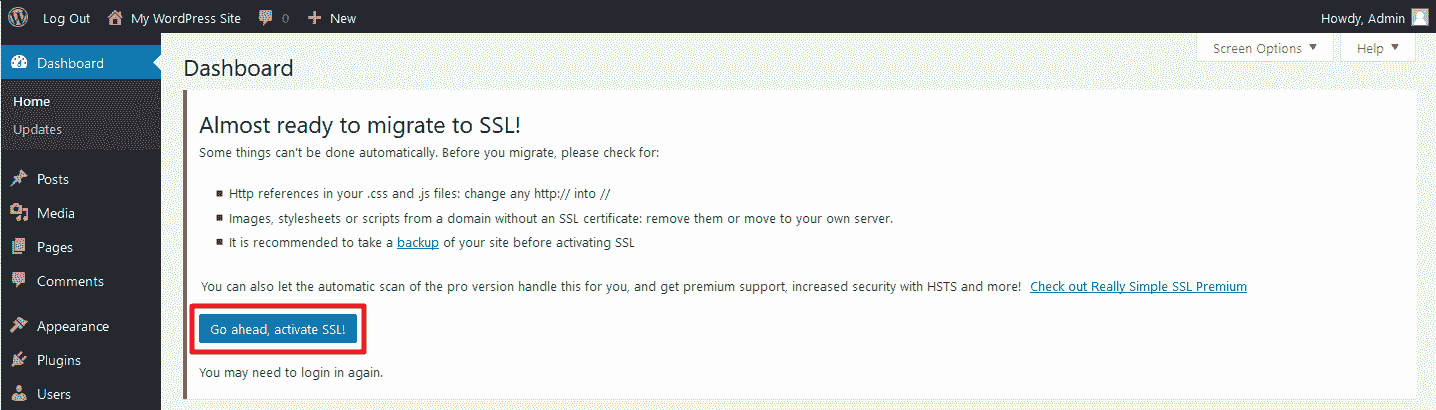 Log Out My WordPress Site 0 New Howdy, Admin
Screen Options Help
Dashboard
Home
Updates
Posts
Media
Pages
Comments
Appearance
Plugins
Users
Dashboard
Almost ready to migrate to SSL!
Some things can't be done automatically. Before you migrate, please check for:
Http references in your .css and .js files: change any http:// into //
Images, stylesheets or scripts from a domain without an SSL certificate: remove them or move to your own server.
It is recommended to take a backup of your site before activating SSL
You can also let the automatic scan of the pro version handle this for you, and get premium support, increased security with HSTS and more! Check out Really Simple SSL Premium
Go ahead, activate SSL!
You may need to login in again.